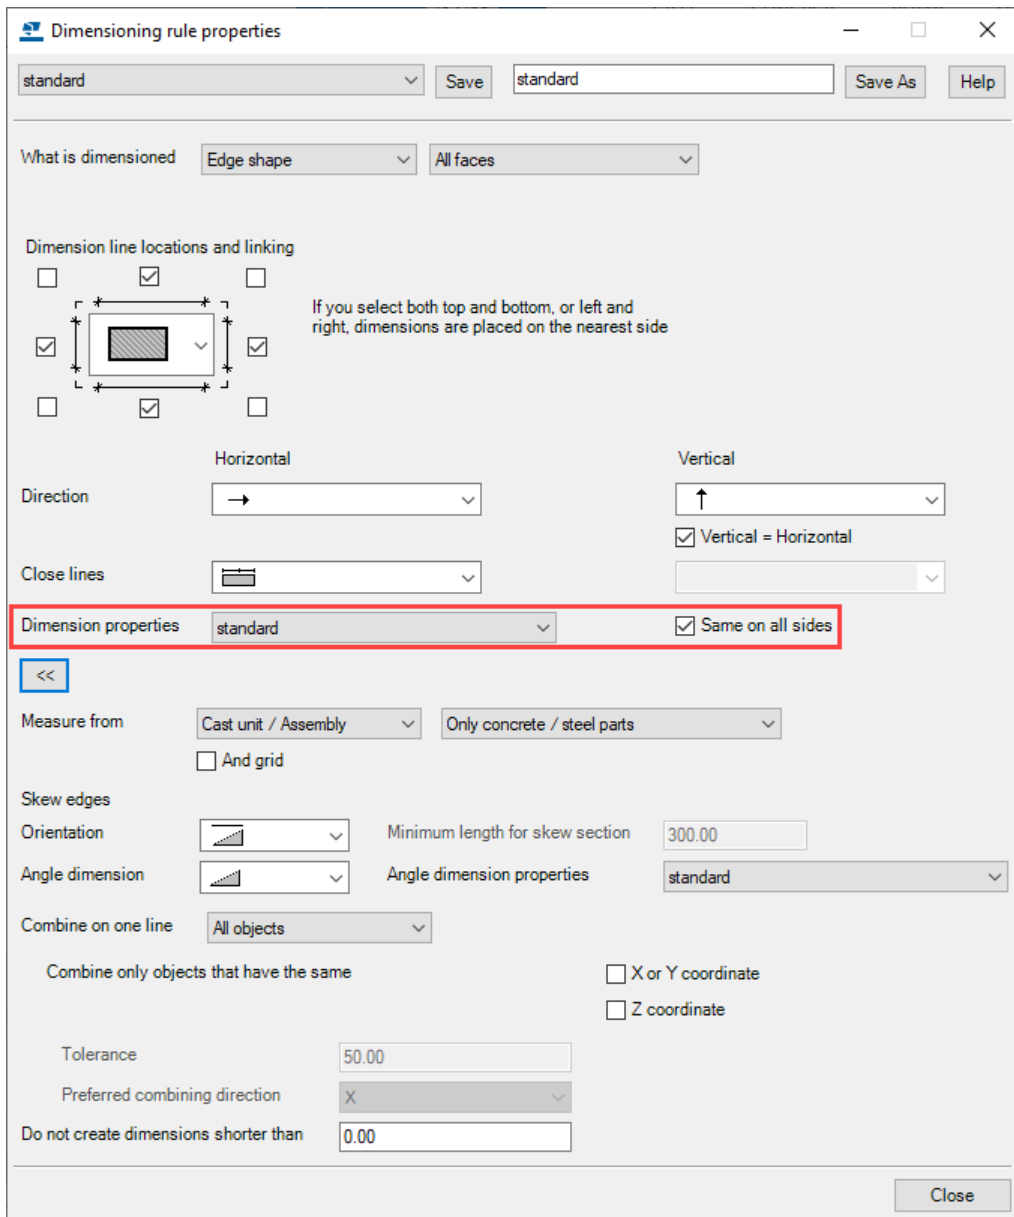 Dimensioning rule properties
standard Save standard Save As Help
What is dimensioned Edge shape All faces
Dimension line locations and linking
If you select both top and bottom, or left and
right, dimensions are placed on the nearest side
Horizontal Vertical
Direction
Vertical = Horizontal
Close lines
Dimension properties standard Same on all sides
<<
Measure from Cast unit / Assembly Only concrete / steel parts
And grid
Skew edges
Orientation Minimum length for skew section 300.00
Angle dimension Angle dimension properties standard
Combine on one line All objects
Combine only objects that have the same X or Y coordinate
Z coordinate
Tolerance 50.00
Preferred combining direction X
Do not create dimensions shorter than 0.00
Close